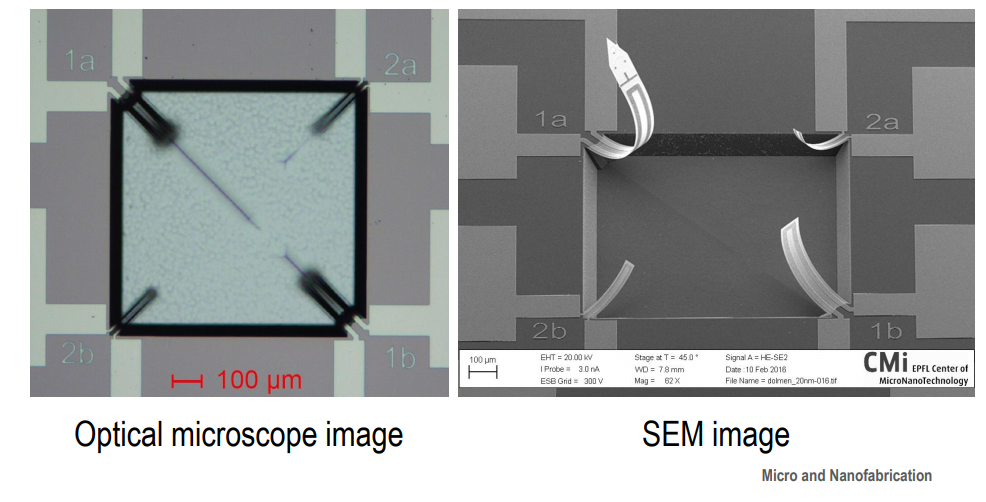 1a
2a
2b
1b
100 µm
1a
2a
2b
1b
100 µm
EHT = 20.00 kV
I Probe = 3.0 nA
ESB Grid = 300 V
Stage at T = 45.0 °
WD = 7.8 mm
Mag = 62 X
Signal A = HE-SE2
Date :10 Feb 2016
File Name = dolmen_20nm-016.tif
CMi EPFL Center of
MicroNanoTechnology
Optical microscope image
SEM image
Micro and Nanofabrication